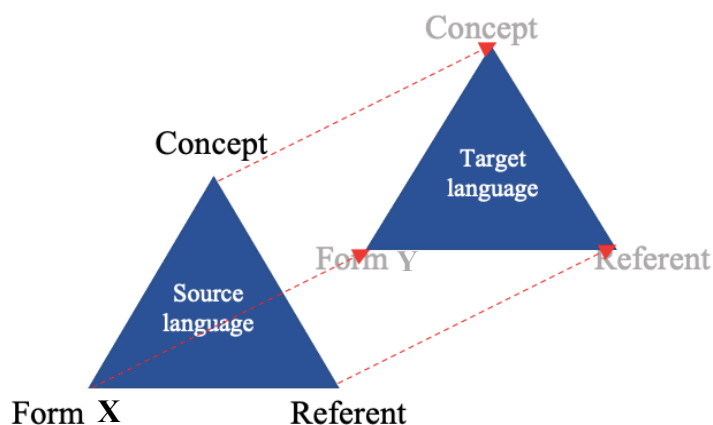 Concept
Concept
Target
language
Form Y
Referent
Source
language
Form X
Referent